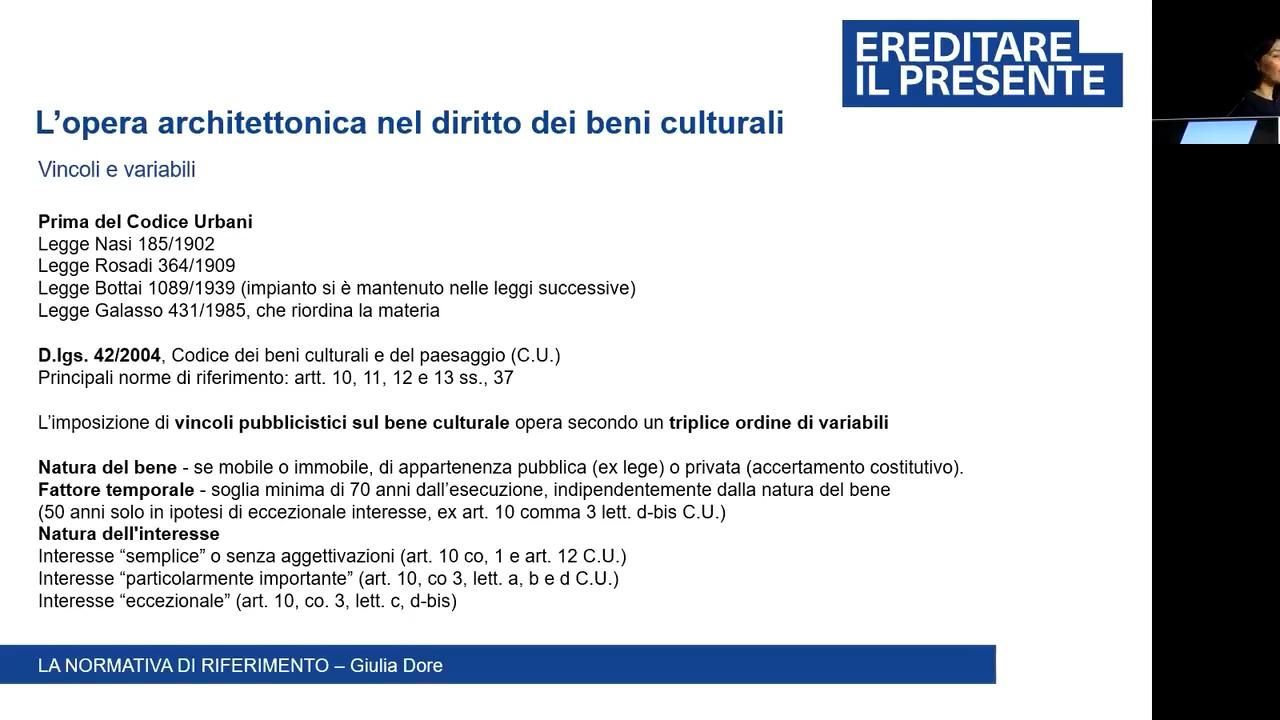 EREDITARE
IL PRESENTE
L’opera architettonica nel diritto dei beni culturali
Vincoli e variabili
Prima del Codice Urbani
Legge Nasi 185/1902
Legge Rosadi 364/1909
Legge Bottai 1089/1939 (impianto si è mantenuto nelle leggi successive)
Legge Galasso 431/1985, che riordina la materia
D.lgs. 42/2004, Codice dei beni culturali e del paesaggio (C.U.)
Principali norme di riferimento: artt. 10, 11, 12 e 13 ss., 37
L’imposizione di vincoli pubblicistici sul bene culturale opera secondo un triplice ordine di variabili
Natura del bene - se mobile o immobile, di appartenenza pubblica (ex lege) o privata (accertamento costitutivo).
Fattore temporale - soglia minima di 70 anni dall’esecuzione, indipendentemente dalla natura del bene
(50 anni solo in ipotesi di eccezionale interesse, ex art. 10 comma 3 lett. d-bis C.U.)
Natura dell'interesse
Interesse “semplice” o senza aggettivazioni (art. 10 co, 1 e art. 12 C.U.)
Interesse “particolarmente importante” (art. 10, co 3, lett. a, b e d C.U.)
Interesse “eccezionale” (art. 10, co. 3, lett. c, d-bis)
LA NORMATIVA DI RIFERIMENTO – Giulia Dore